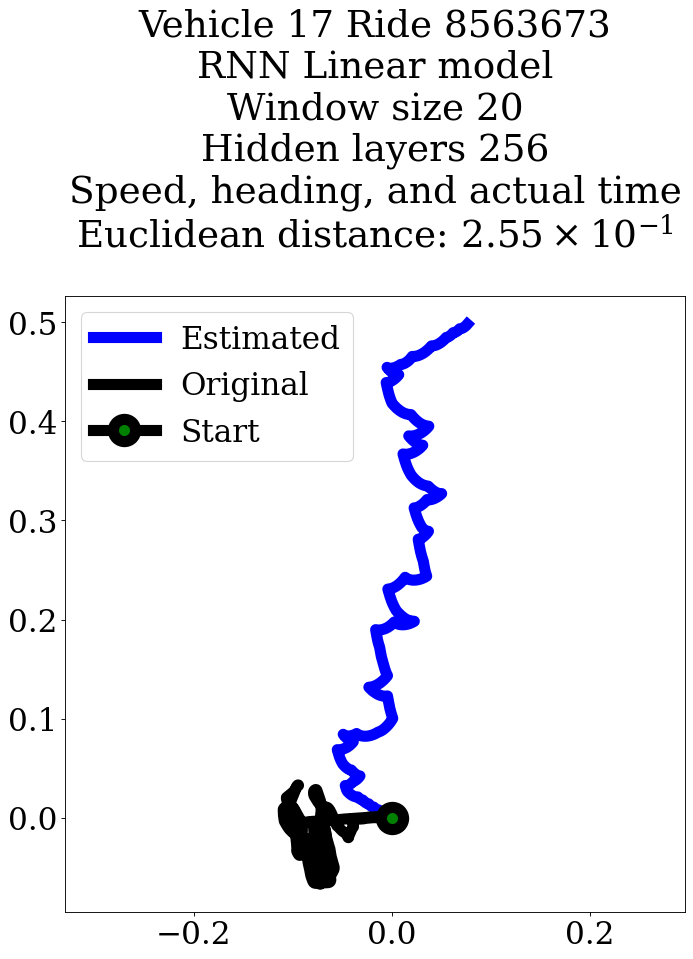 Vehicle 17 Ride 8563673
RNN Linear model
Window size 20
Hidden layers 256
Speed, heading, and actual time
Euclidean distance: 2.55 × 10⁻¹
Estimated
Original
Start
0.5
0.4
0.3
0.2
0.1
0.0
−0.2
0.0
0.2